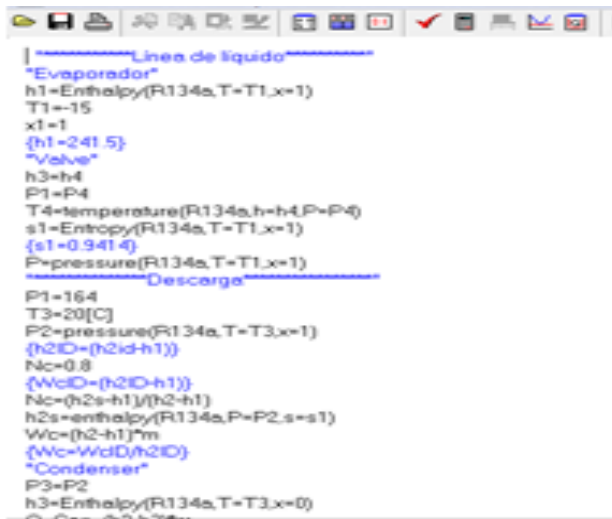 "**********Línea de líquido**********"
"Evaporador"
h1=Enthalpy(R134a,T=T1,x=1)
T1=-15
x1=1
{h1=241.5}
"Valve"
h3=h4
P1=P4
T4=temperature(R134a,h=h4,P=P4)
s1=Entropy(R134a,T=T1,x=1)
{s1=0.9414}
P=pressure(R134a,T=T1,x=1)
"**************Descarga****************"
P1=164
T3=20[C]
P2=pressure(R134a,T=T3,x=1)
{h2ID=(h2id-h1)}
Nc=0.8
{WcID=(h2ID-h1)}
Nc=(h2s-h1)/(h2-h1)
h2s=enthalpy(R134a,P=P2,s=s1)
Wc=(h2-h1)*m
{Wc=WcID/h2ID}
"Condenser"
P3=P2
h3=Enthalpy(R134a,T=T3,x=0)